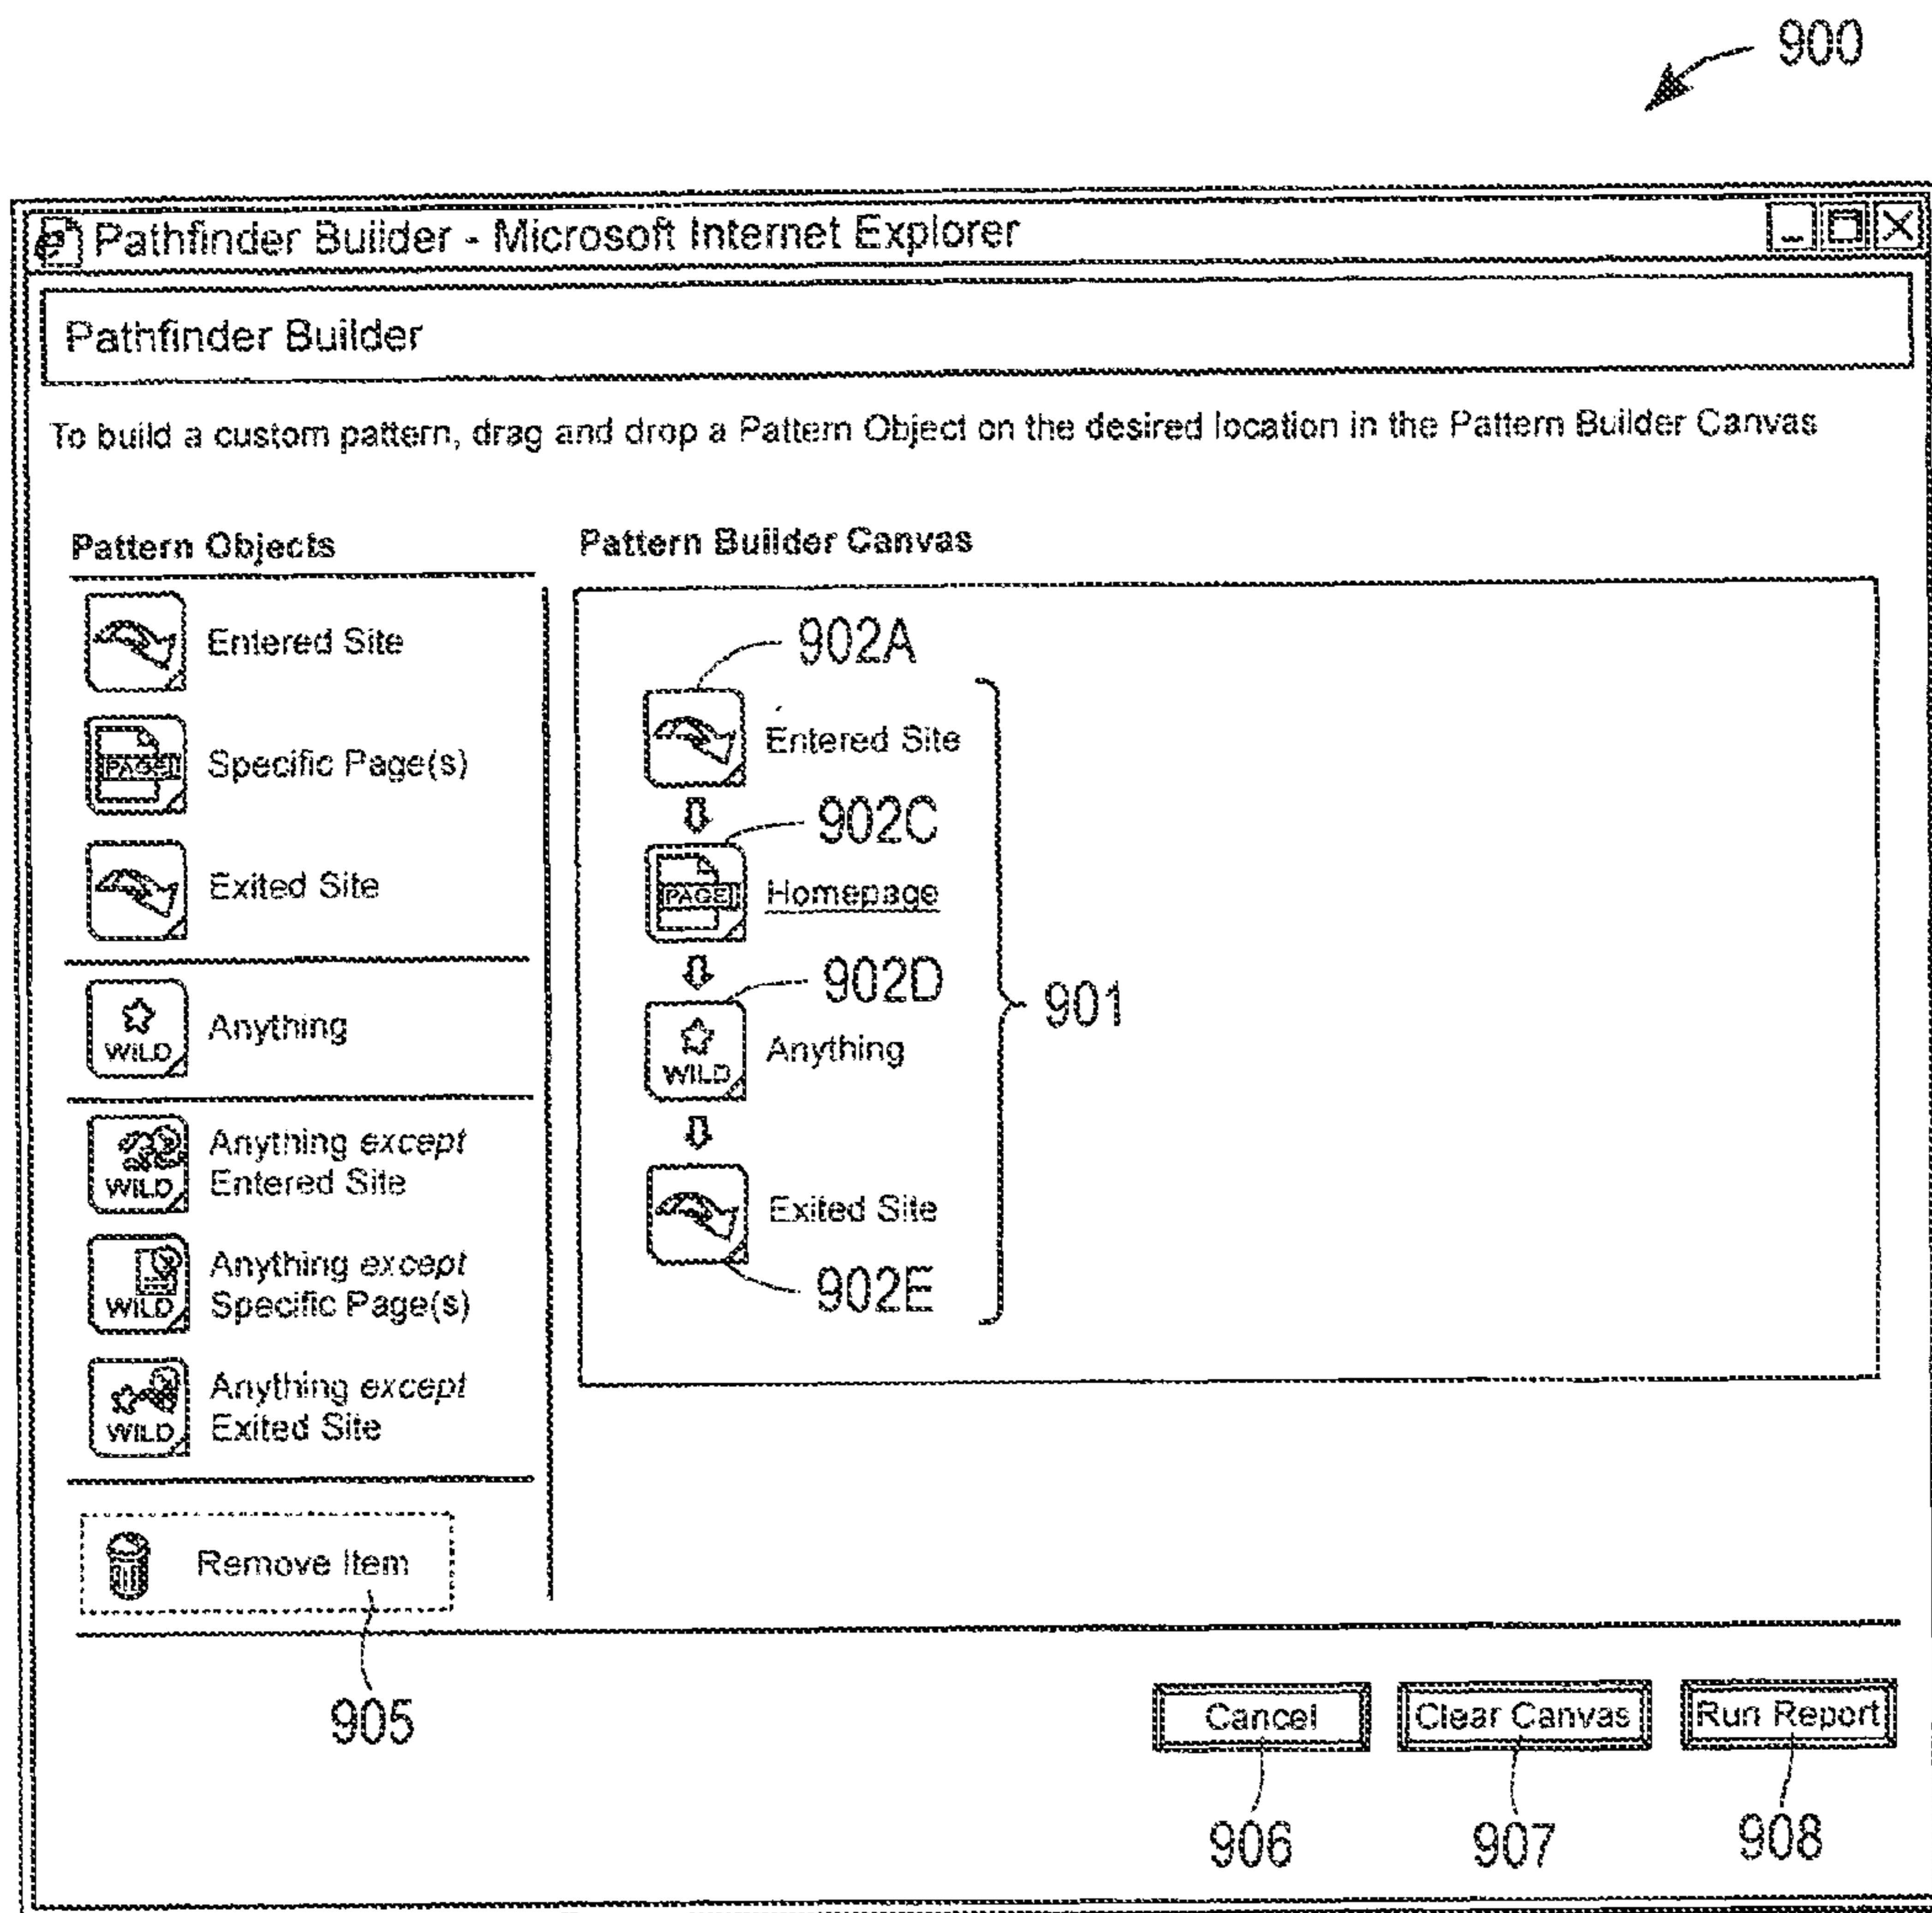 900
Pathfinder Builder - Microsoft Internet Explorer
Pathfinder Builder
To build a custom pattern, drag and drop a Pattern Object on the desired location in the Pattern Builder Canvas
Pattern Objects
Entered Site
PAGE
Specific Page(s)
Exited Site
WILD
Anything
WILD
Anything except
Entered Site
WILD
Anything except
Specific Page(s)
WILD
Anything except
Exited Site
Remove Item
905
Pattern Builder Canvas
902A
Entered Site
902C
PAGE
Homepage
902D
WILD
Anything
Exited Site
902E
901
Cancel
Clear Canvas
Run Report
906
907
908